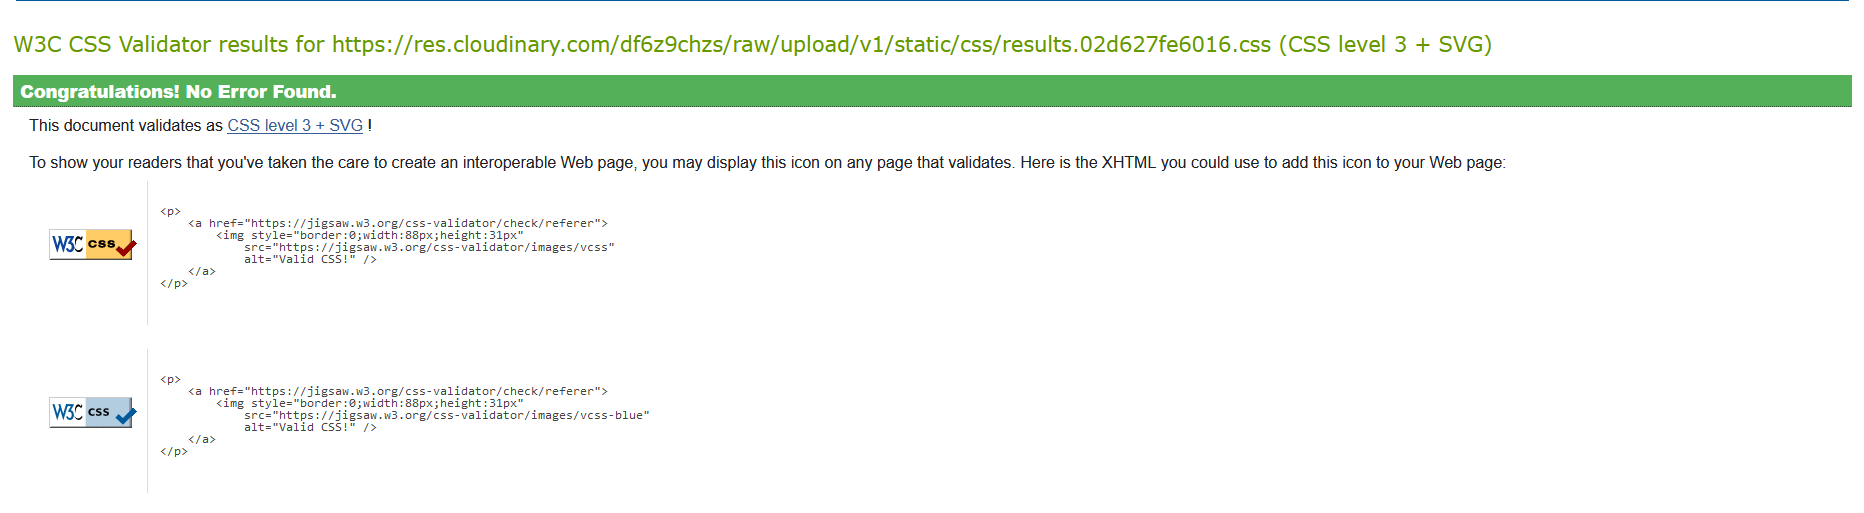 W3C CSS Validator results for https://res.cloudinary.com/df6z9chzs/raw/upload/v1/static/css/results.02d627fe6016.css (CSS level 3 + SVG)
Congratulations! No Error Found.
This document validates as CSS level 3 + SVG !
To show your readers that you've taken the care to create an interoperable Web page, you may display this icon on any page that validates. Here is the XHTML you could use to add this icon to your Web page:
W3C css
<p>
    <a href="https://jigsaw.w3.org/css-validator/check/referer">
        <img style="border:0;width:88px;height:31px"
            src="https://jigsaw.w3.org/css-validator/images/vcss"
            alt="Valid CSS!" />
    </a>
</p>
W3C css
<p>
    <a href="https://jigsaw.w3.org/css-validator/check/referer">
        <img style="border:0;width:88px;height:31px"
            src="https://jigsaw.w3.org/css-validator/images/vcss-blue"
            alt="Valid CSS!" />
    </a>
</p>